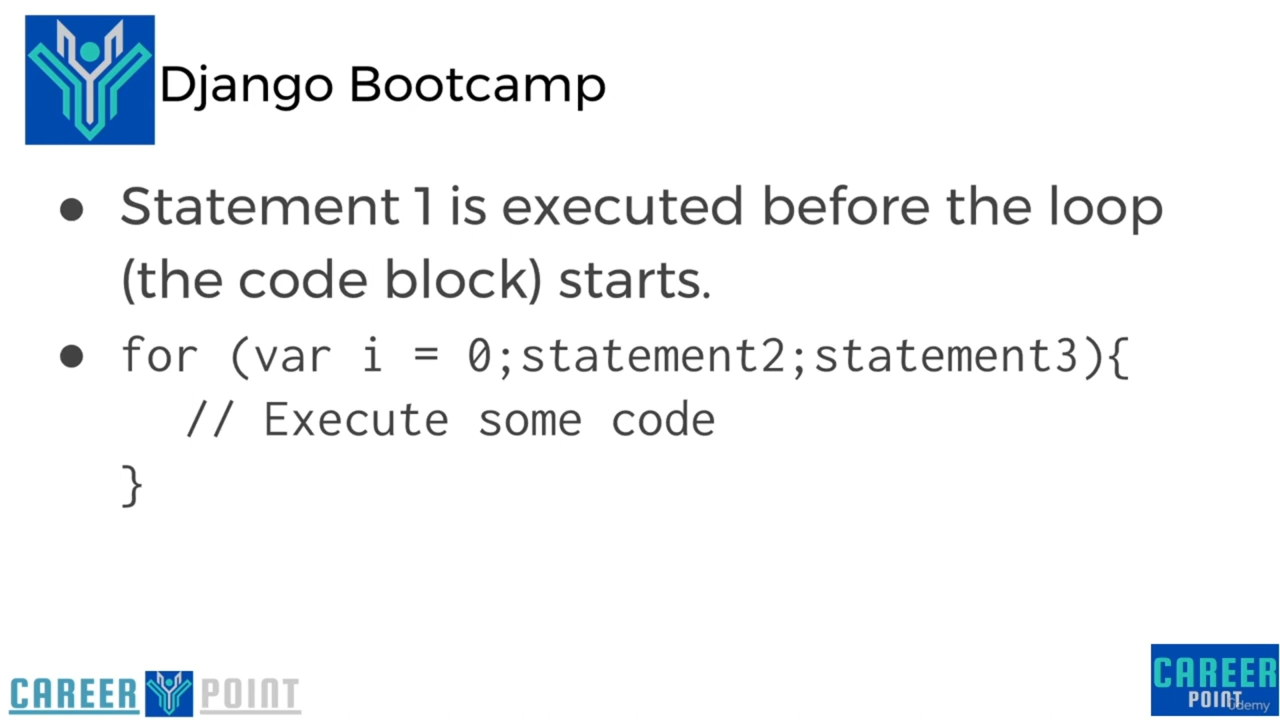 Django Bootcamp
● Statement 1 is executed before the loop
(the code block) starts.
● for (var i = 0;statement2;statement3){
// Execute some code
}
CAREER POINT
CAREER
POINT
Udemy